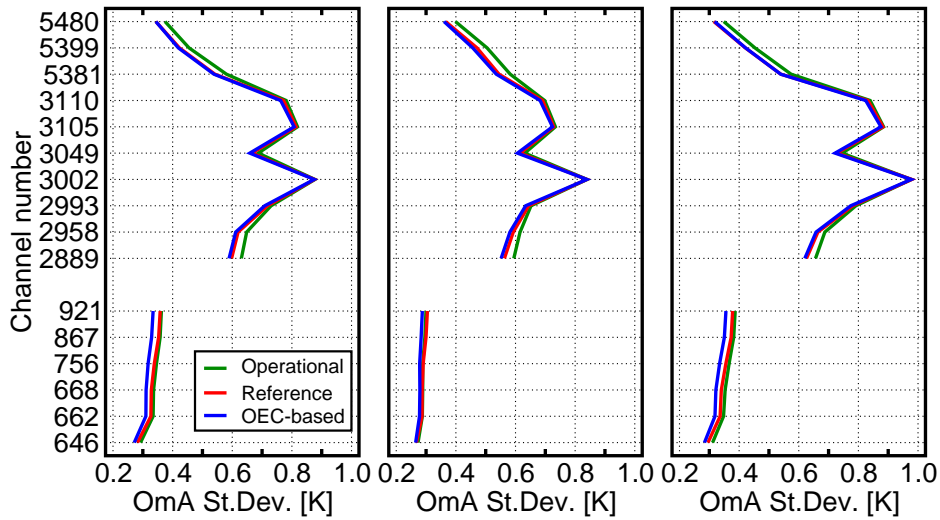 Channel number
5480
5399
5381
3110
3105
3049
3002
2993
2958
2889
921
867
756
668
662
646
Operational
Reference
OEC-based
0.2 0.4 0.6 0.8 1.0
OmA St.Dev. [K]
0.2 0.4 0.6 0.8 1.0
OmA St.Dev. [K]
0.2 0.4 0.6 0.8 1.0
OmA St.Dev. [K]